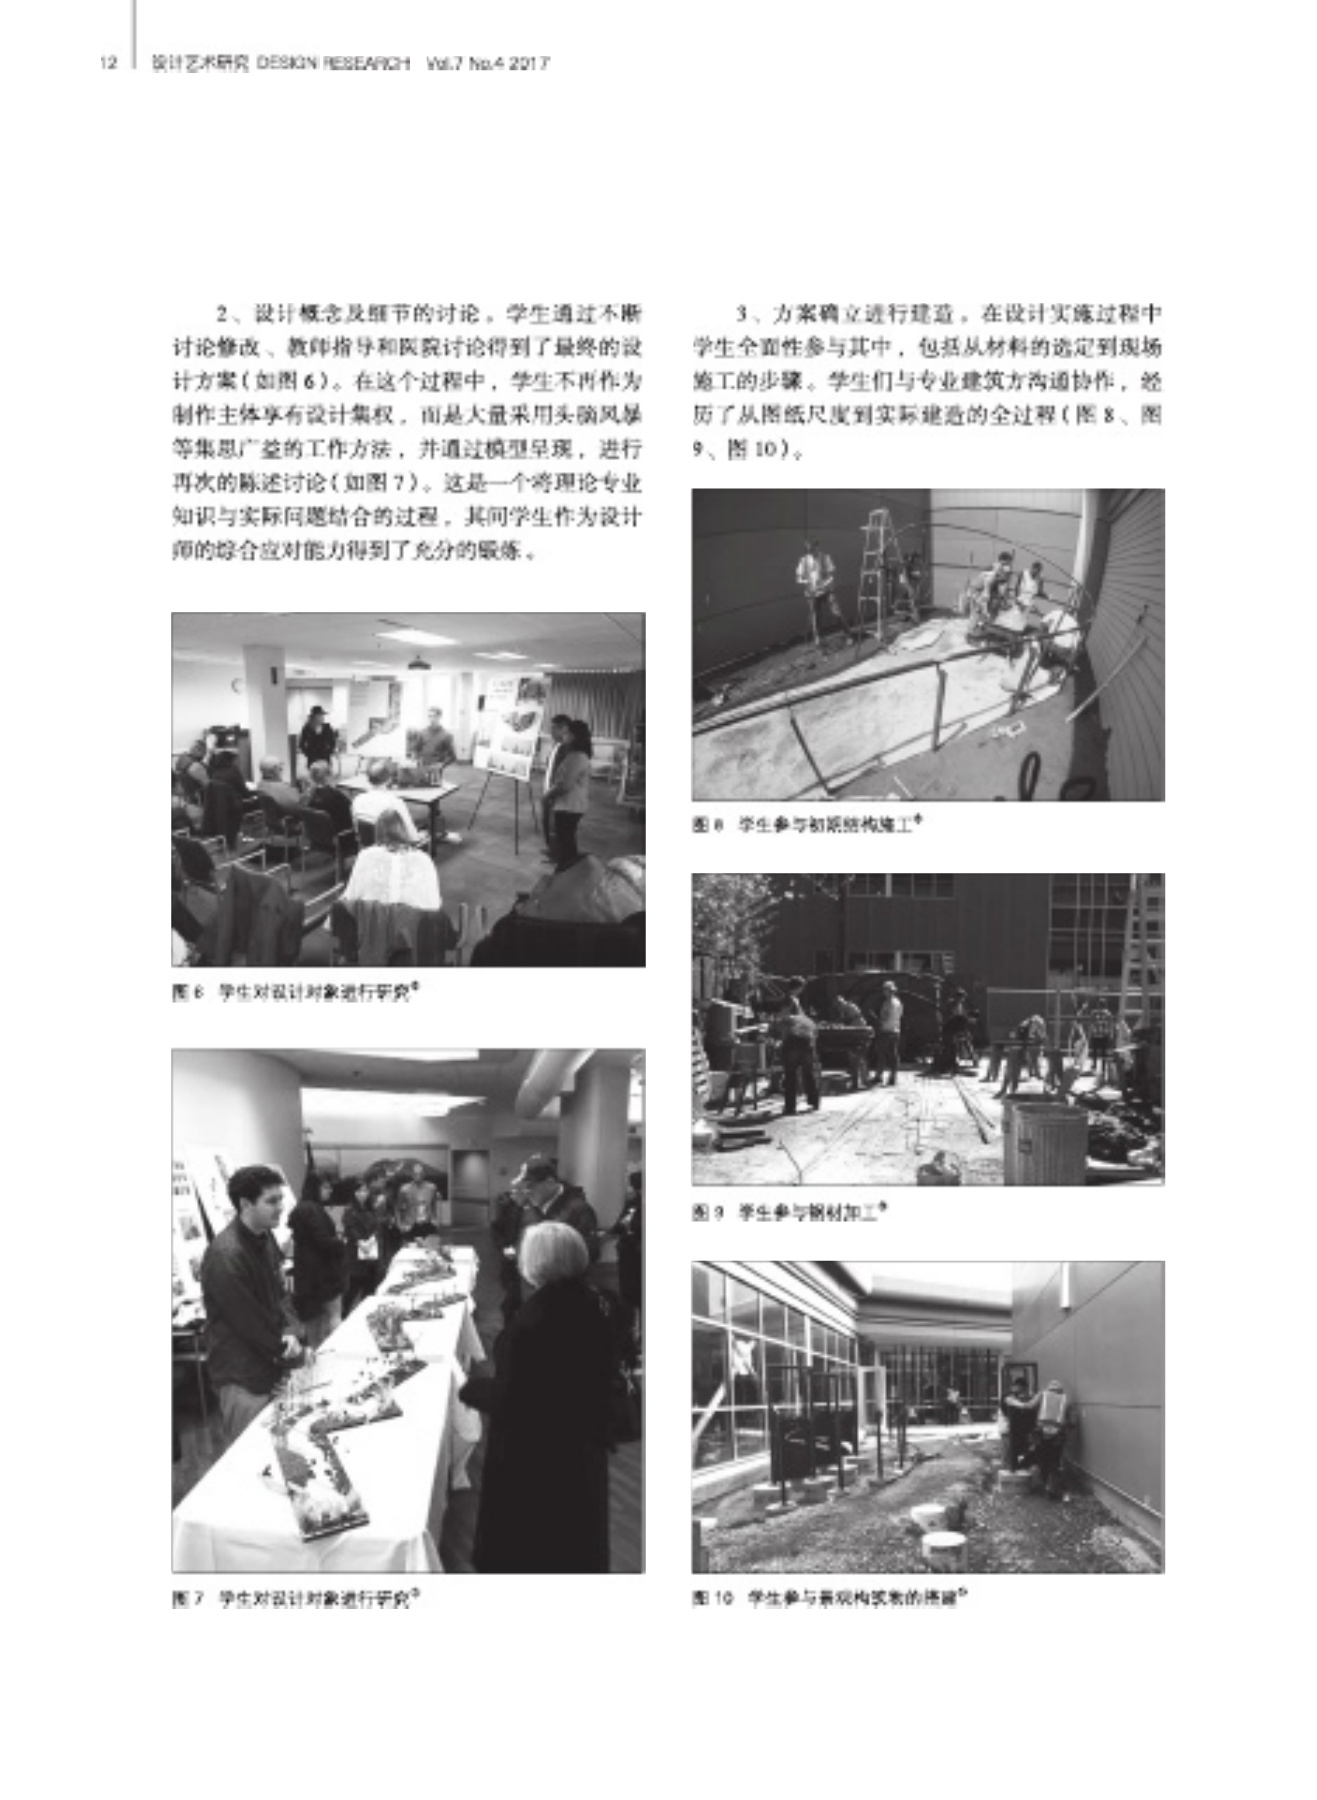 12 设计艺术研究 DESIGN RESEARCH Vol.7 No.4 2017
2、设计概念及细节的讨论。学生通过不断
讨论修改、教师指导和医院讨论得到了最终的设
计方案（如图6）。在这个过程中，学生不再作为
制作主体享有设计集权，而是大量采用头脑风暴
等集思广益的工作方法，并通过模型呈现，进行
再次的陈述讨论（如图7）。这是一个将理论专业
知识与实际问题结合的过程，其间学生作为设计
师的综合应对能力得到了充分的锻炼。
图6 学生对设计对象进行研究
图7 学生对设计对象进行研究
3、方案确立进行建造。在设计实施过程中
学生全面性参与其中，包括从材料的选定到现场
施工的步骤。学生们与专业建筑方沟通协作，经
历了从图纸尺度到实际建造的全过程（图8、图
9、图10）。
图8 学生参与初期结构施工
图9 学生参与钢材加工
图10 学生参与景观构筑物的搭建